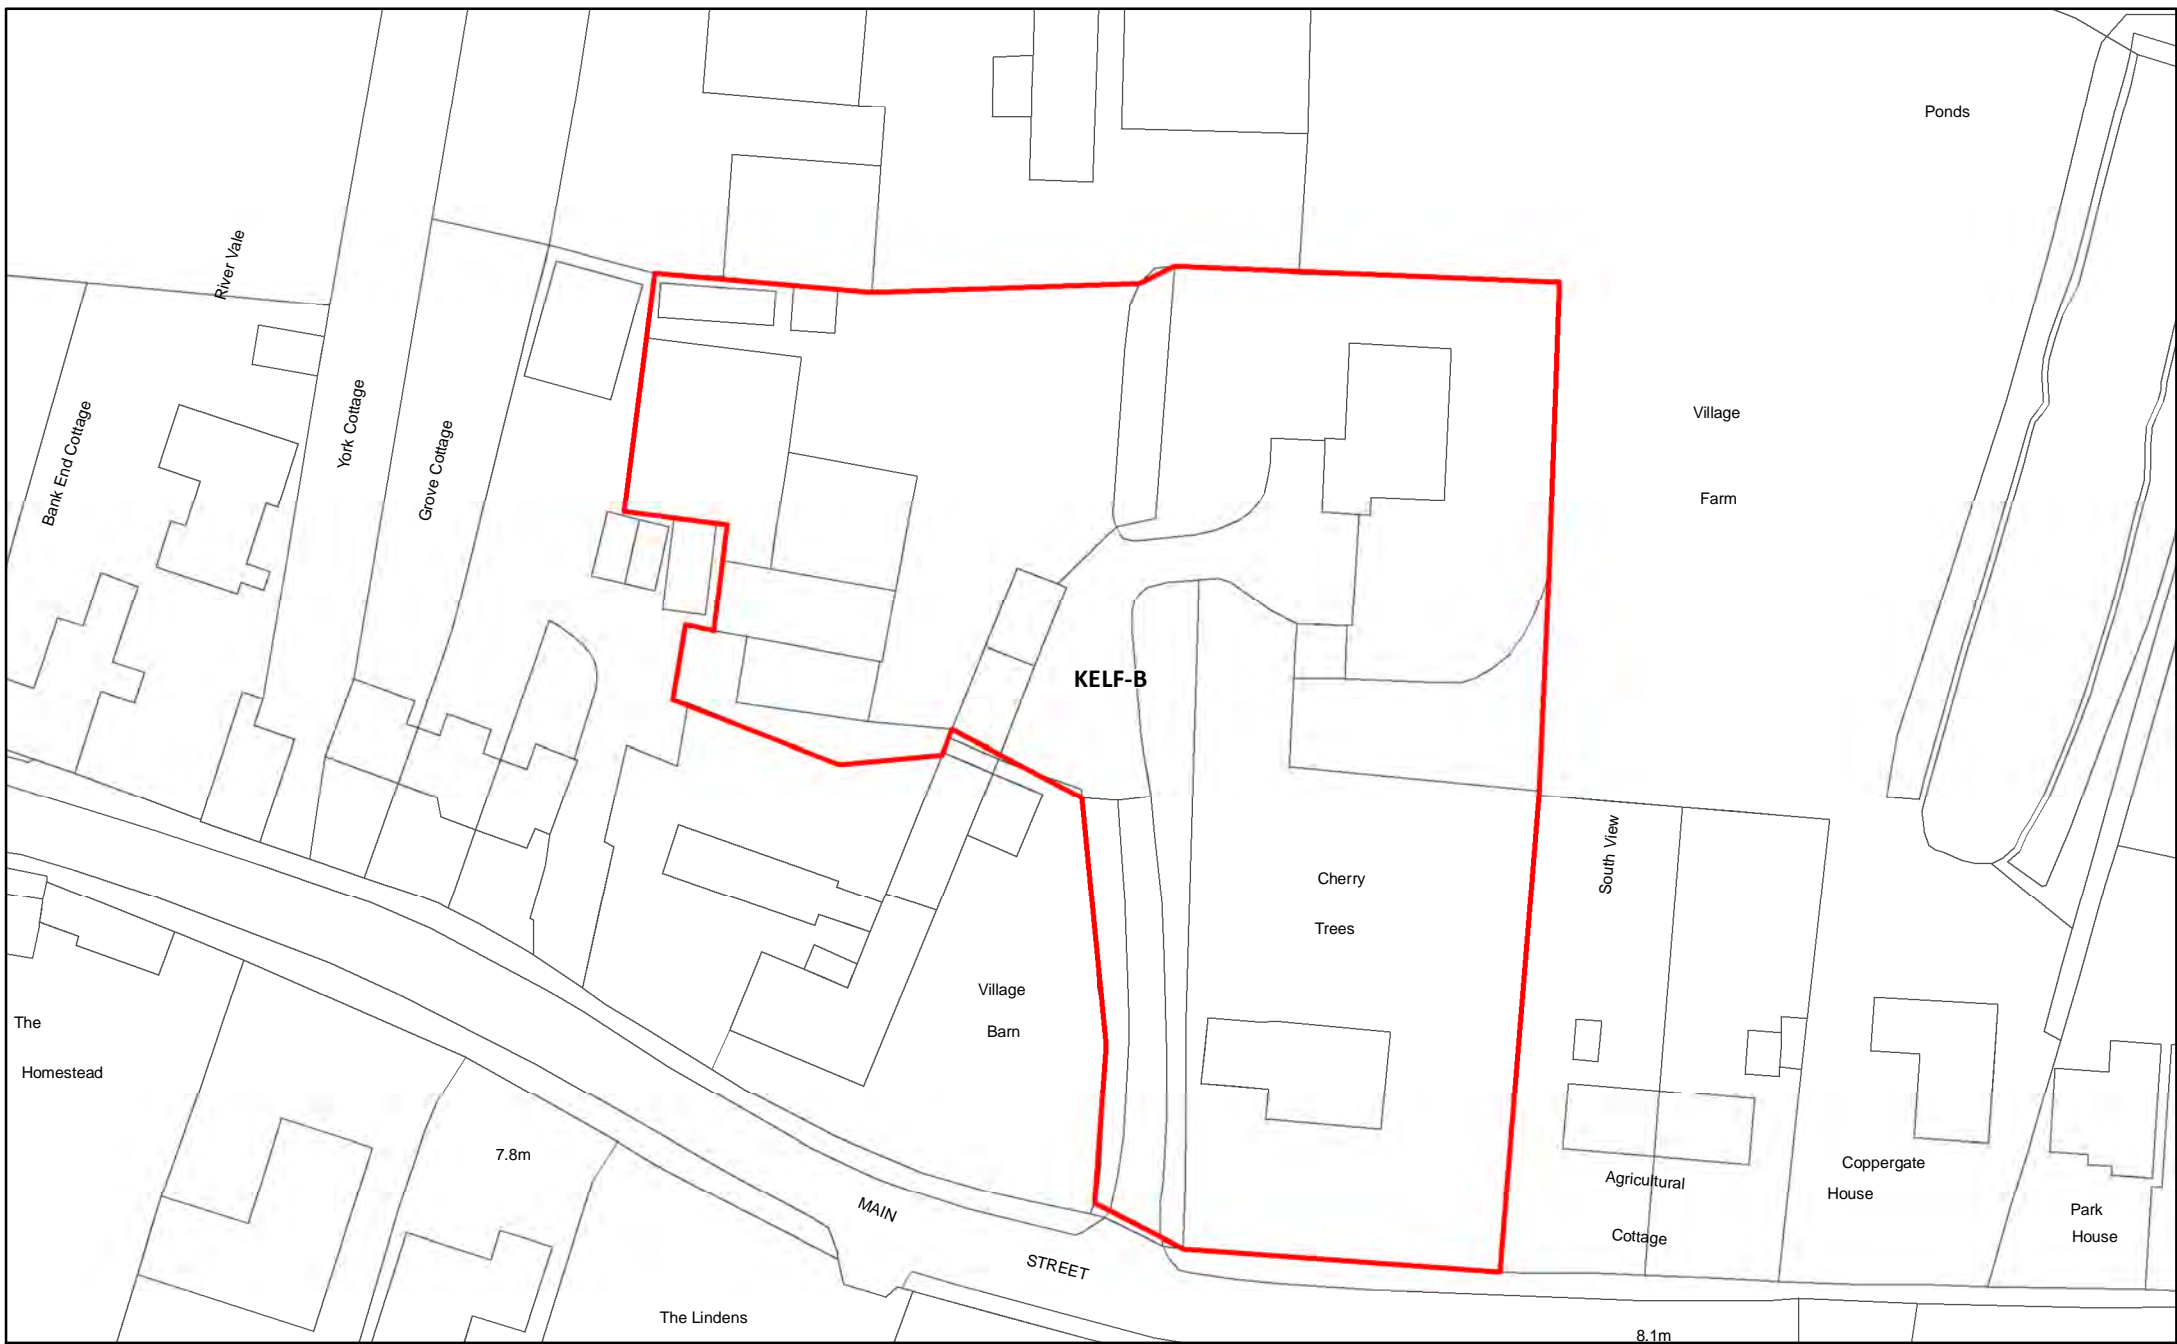 Ponds
River Vale
York Cottage
Grove Cottage
Bank End Cottage
Village
Farm
KELF-B
South View
Cherry
Trees
Village
Barn
The
Homestead
7.8m
MAIN
STREET
Agricultural
Cottage
Coppergate
House
Park
House
The Lindens
8.1m